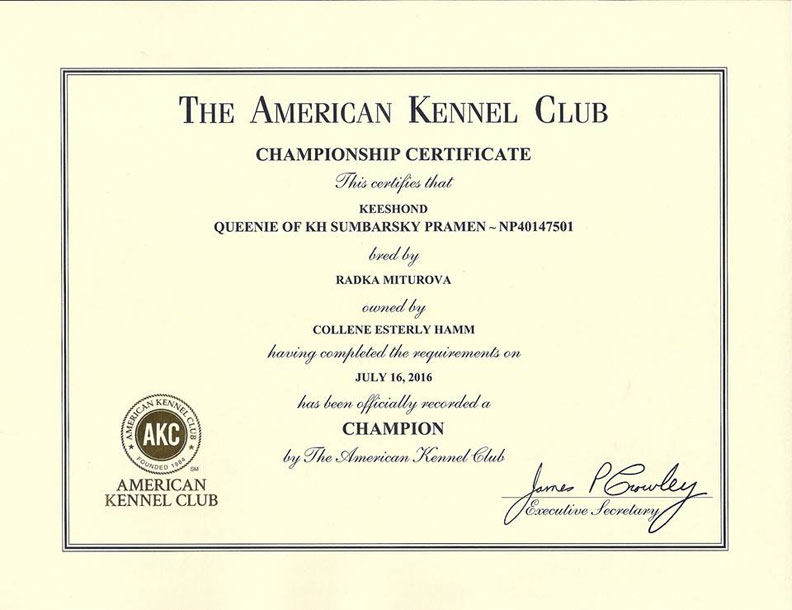 THE AMERICAN KENNEL CLUB
CHAMPIONSHIP CERTIFICATE
This certifies that
KEESHOND
QUEENIE OF KH SUMBARSKY PRAMEN ~ NP40147501
bred by
RADKA MITUROVA
owned by
COLLENE ESTERLY HAMM
having completed the requirements on
JULY 16, 2016
has been officially recorded a
CHAMPION
by The American Kennel Club
AMERICAN KENNEL CLUB
AKC
FOUNDED 1884
SM
AMERICAN
KENNEL CLUB
James P Crowley
Executive Secretary